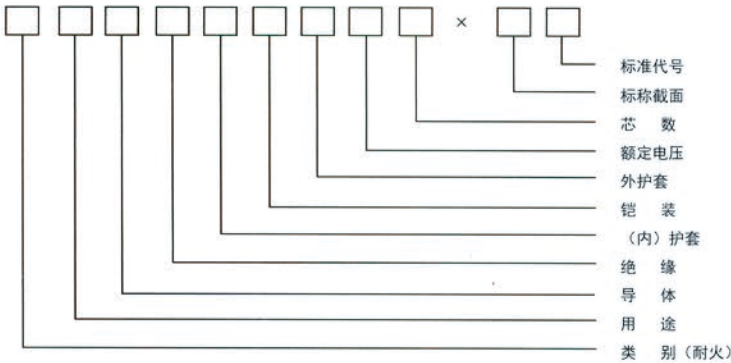 ×
标准代号
标称截面
芯 数
额定电压
外护套
铠 装
（内）护套
绝 缘
导 体
用 途
类 别（耐火）